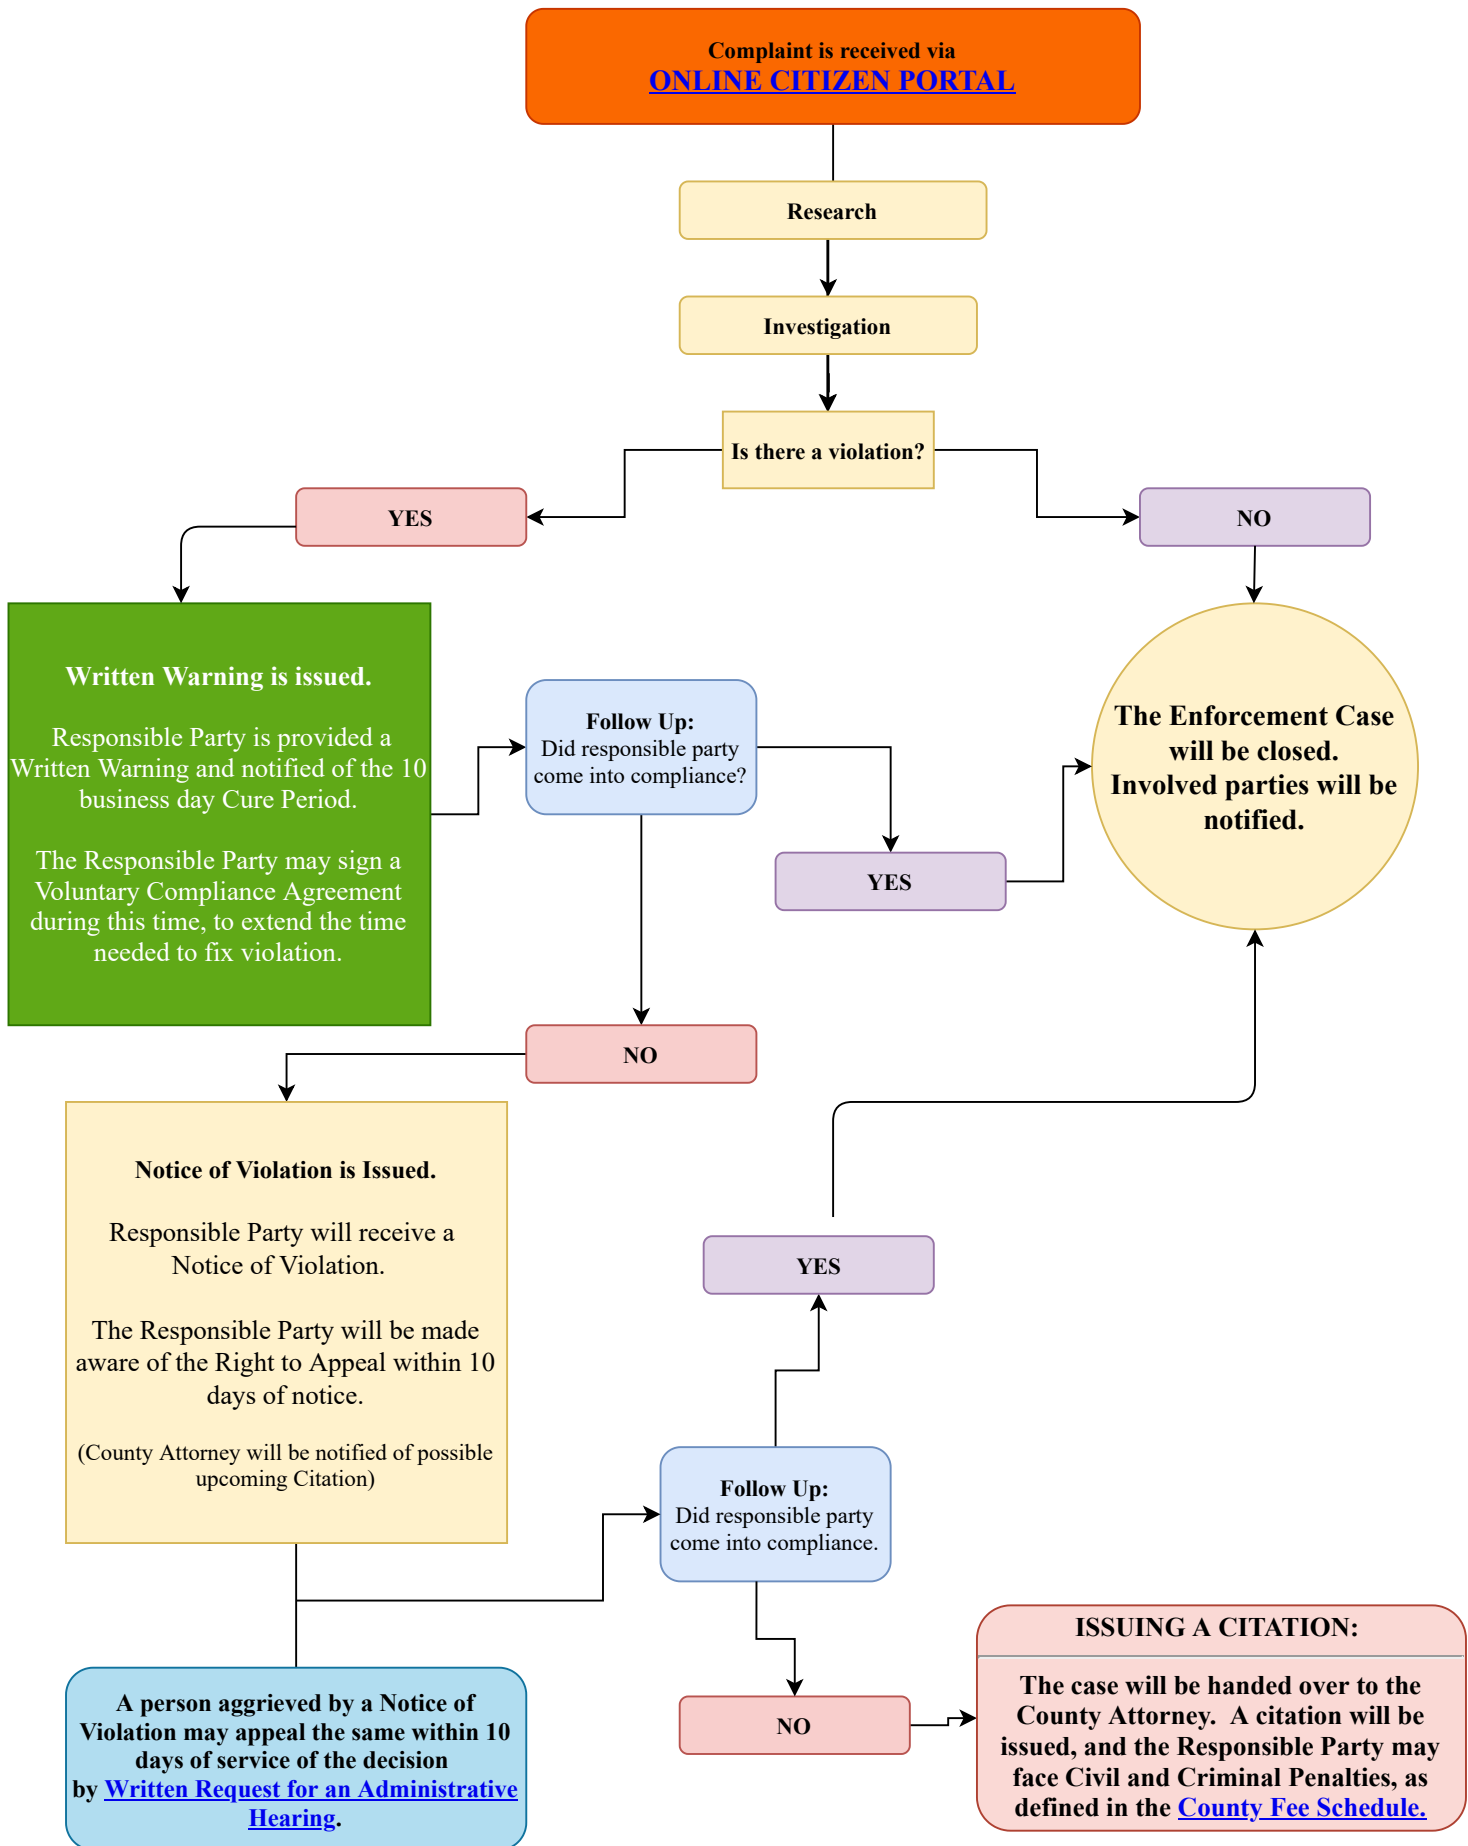 Complaint is received via
ONLINE CITIZEN PORTAL
Research
Investigation
Is there a violation?
YES
NO
Written Warning is issued.
Responsible Party is provided a
Written Warning and notified of the 10
business day Cure Period.
The Responsible Party may sign a
Voluntary Compliance Agreement
during this time, to extend the time
needed to fix violation.
Follow Up:
Did responsible party
come into compliance?
The Enforcement Case
will be closed.
Involved parties will be
notified.
YES
NO
Notice of Violation is Issued.
Responsible Party will receive a
Notice of Violation.
The Responsible Party will be made
aware of the Right to Appeal within 10
days of notice.
(County Attorney will be notified of possible
upcoming Citation)
YES
Follow Up:
Did responsible party
come into compliance.
NO
ISSUING A CITATION:
The case will be handed over to the
County Attorney.  A citation will be
issued, and the Responsible Party may
face Civil and Criminal Penalties, as
defined in the County Fee Schedule.
A person aggrieved by a Notice of
Violation may appeal the same within 10
days of service of the decision
by Written Request for an Administrative
Hearing.